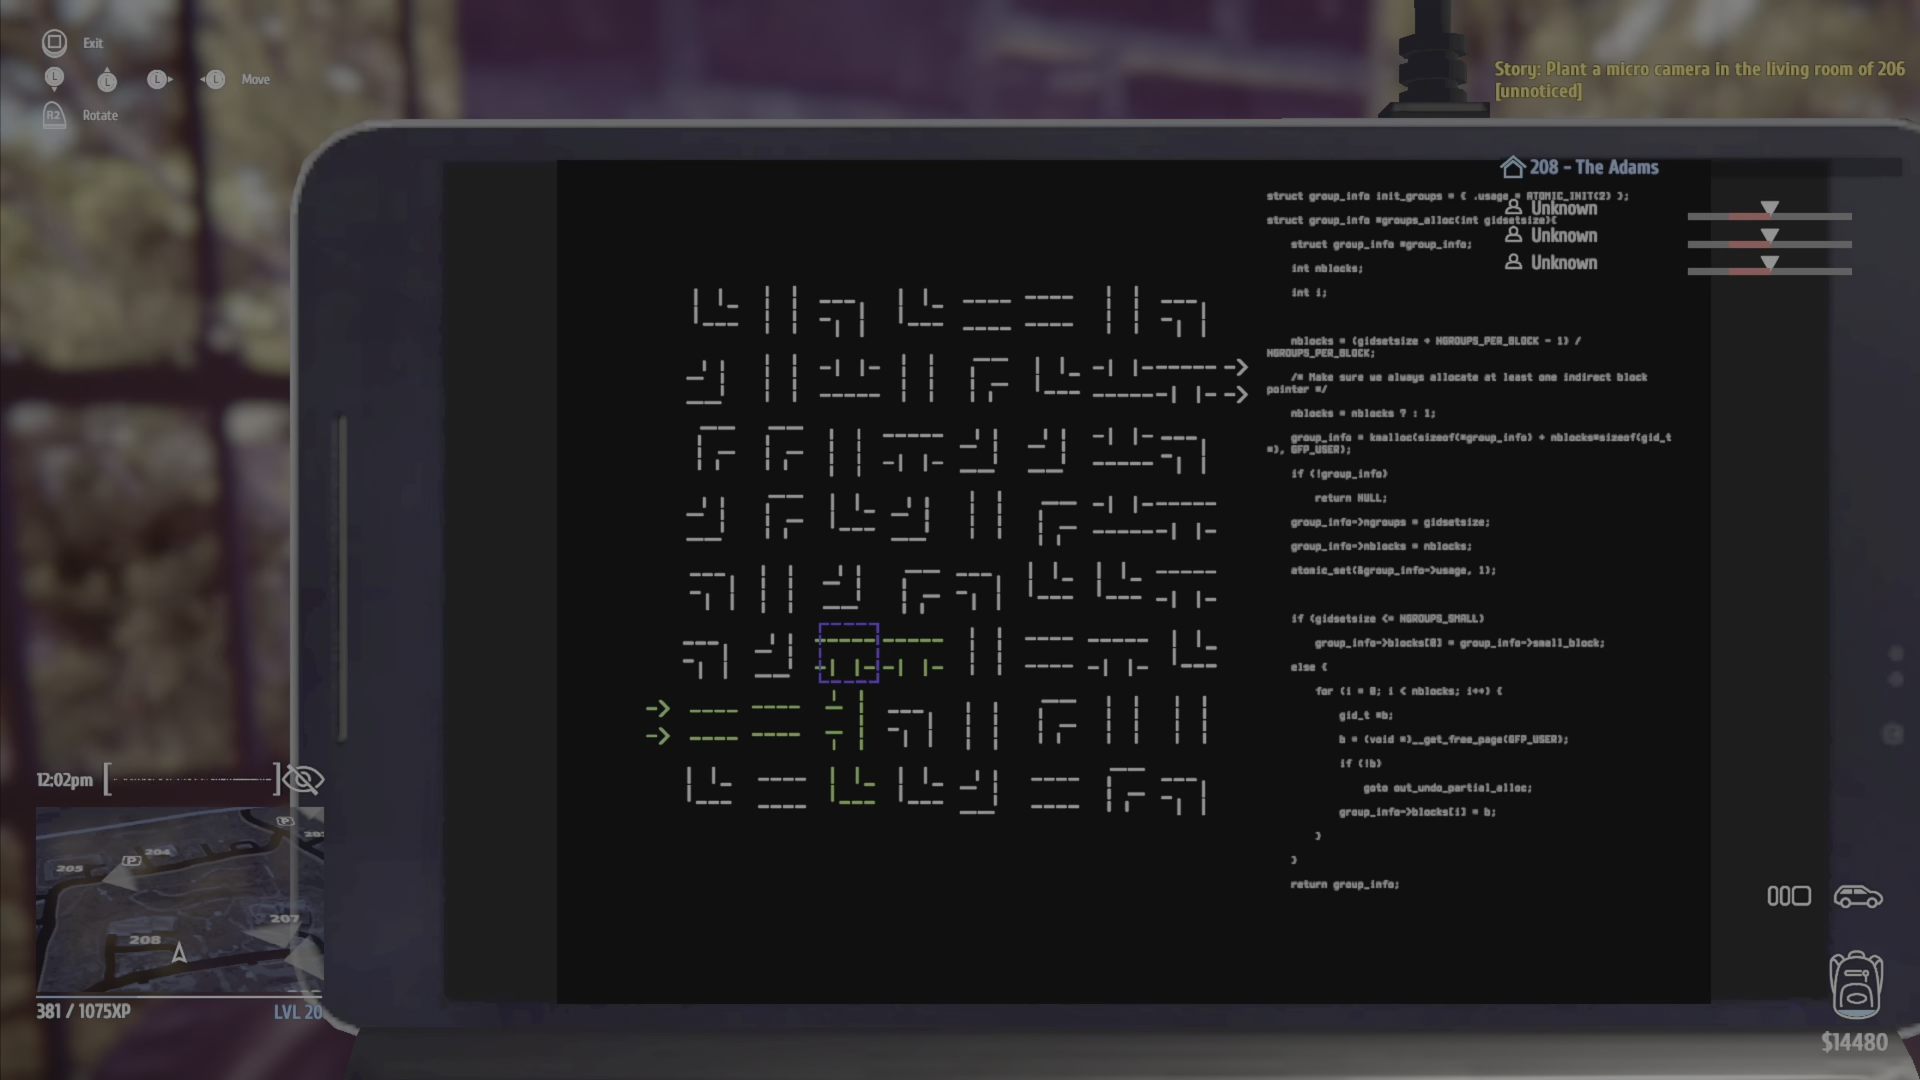 Exit
L L L L Move
R2 Rotate
Story: Plant a micro camera in the living room of 206
[unnoticed]
208 - The Adams
Unknown
Unknown
Unknown
struct group_info init_groups = { .usage = ATOMIC_INIT(2) };
struct group_info *groups_alloc(int gidsetsize){
struct group_info *group_info;
int nblocks;
int i;
nblocks = (gidsetsize + NGROUPS_PER_BLOCK - 1) /
NGROUPS_PER_BLOCK;
/* Make sure we always allocate at least one indirect block
pointer */
nblocks = nblocks ? : 1;
group_info = kmalloc(sizeof(*group_info) + nblocks*sizeof(gid_t
*), GFP_USER);
if (!group_info)
return NULL;
group_info->ngroups = gidsetsize;
group_info->nblocks = nblocks;
atomic_set(&group_info->usage, 1);
if (gidsetsize <= NGROUPS_SMALL)
group_info->blocks[0] = group_info->small_block;
else {
for (i = 0; i < nblocks; i++) {
gid_t *b;
b = (void *)__get_free_page(GFP_USER);
if (!b)
goto out_undo_partial_alloc;
group_info->blocks[i] = b;
}
}
return group_info;
12:02pm
P
P 204
205
207
208
381 / 1075XP
LVL 20
$14480